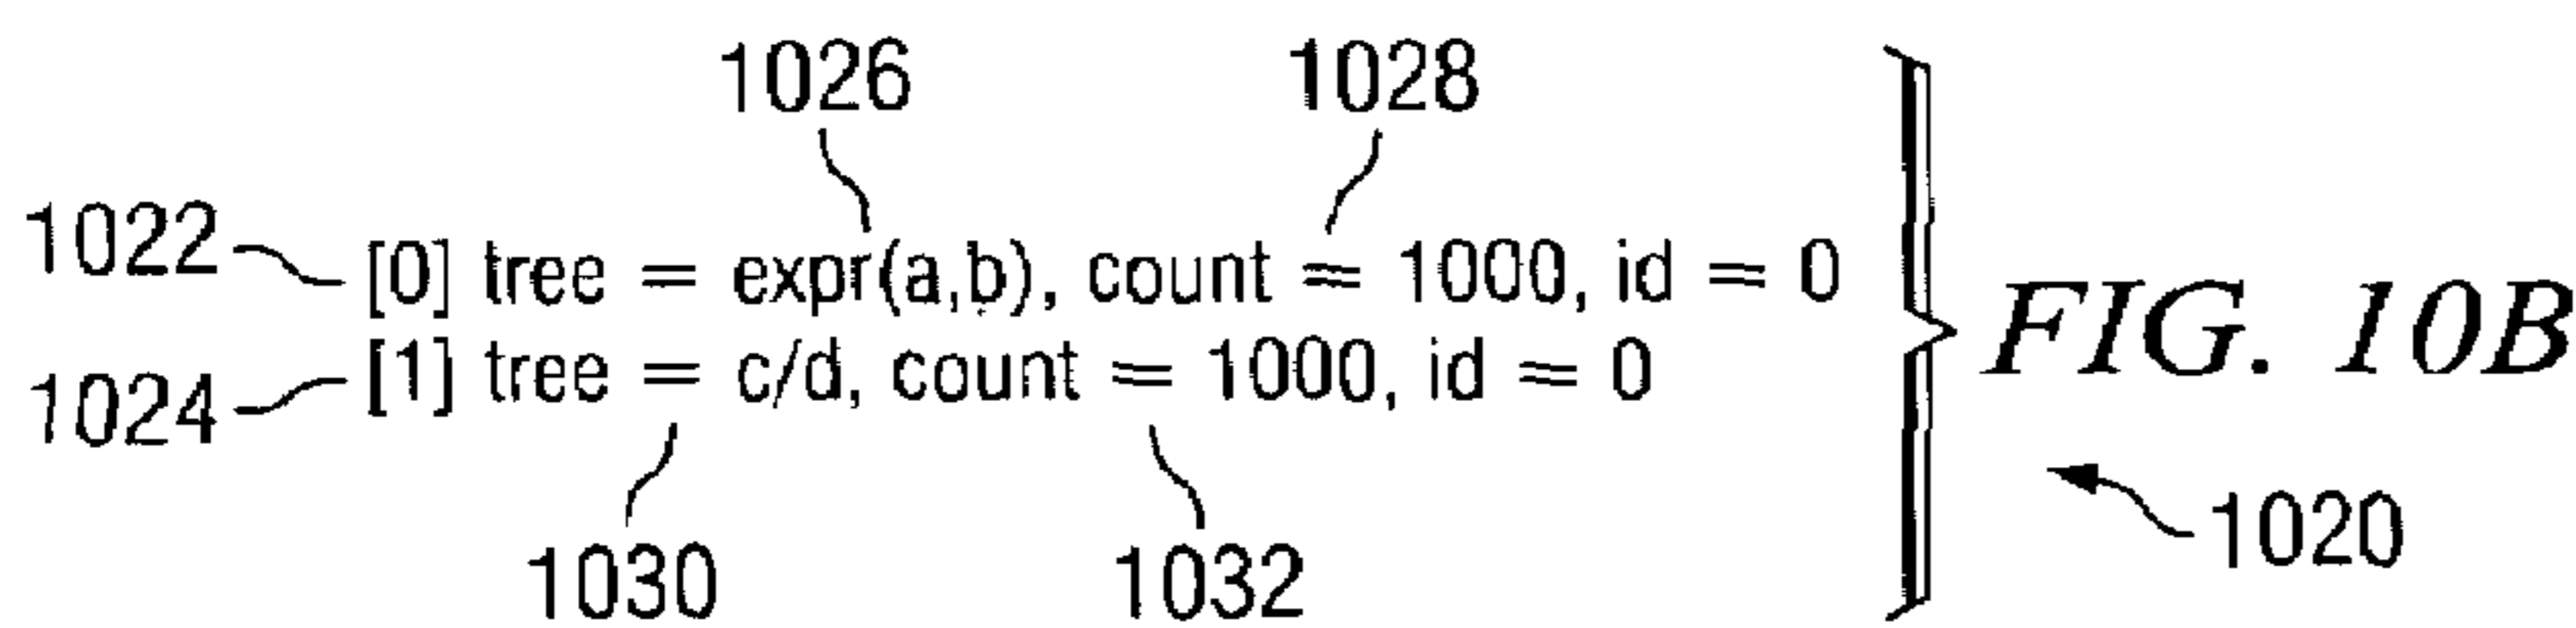 1026 1028
1022 [0] tree = expr(a,b), count = 1000, id = 0
1024 [1] tree = c/d, count = 1000, id = 0
FIG. 10B
1020
1030 1032